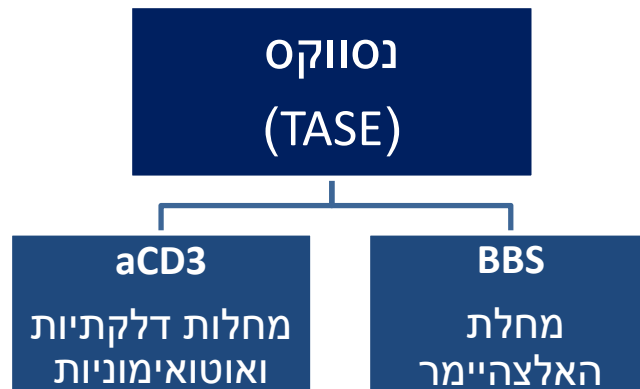 נסווקס
(TASE)
BBS
מחלת
האלצהיימר
aCD3
מחלות דלקתיות
ואוטואימוניות